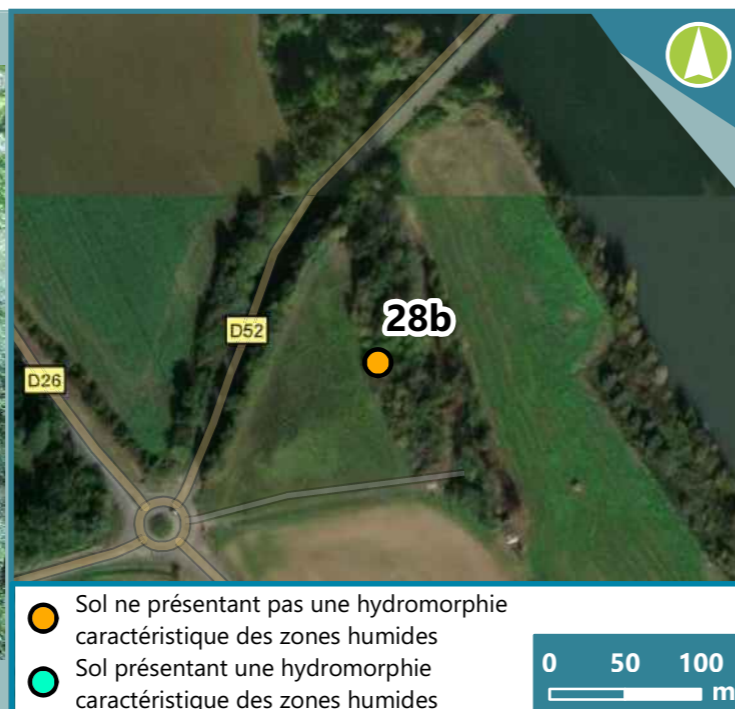 28b
D52
D26
Sol ne présentant pas une hydromorphie
caractéristique des zones humides
Sol présentant une hydromorphie
caractéristique des zones humides
0 50 100
m